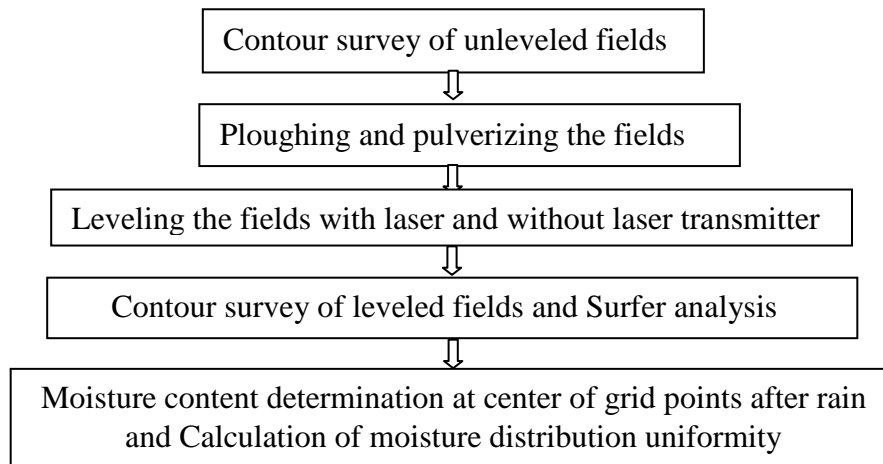 Contour survey of unleveled fields
Ploughing and pulverizing the fields
Leveling the fields with laser and without laser transmitter
Contour survey of leveled fields and Surfer analysis
Moisture content determination at center of grid points after rain
and Calculation of moisture distribution uniformity